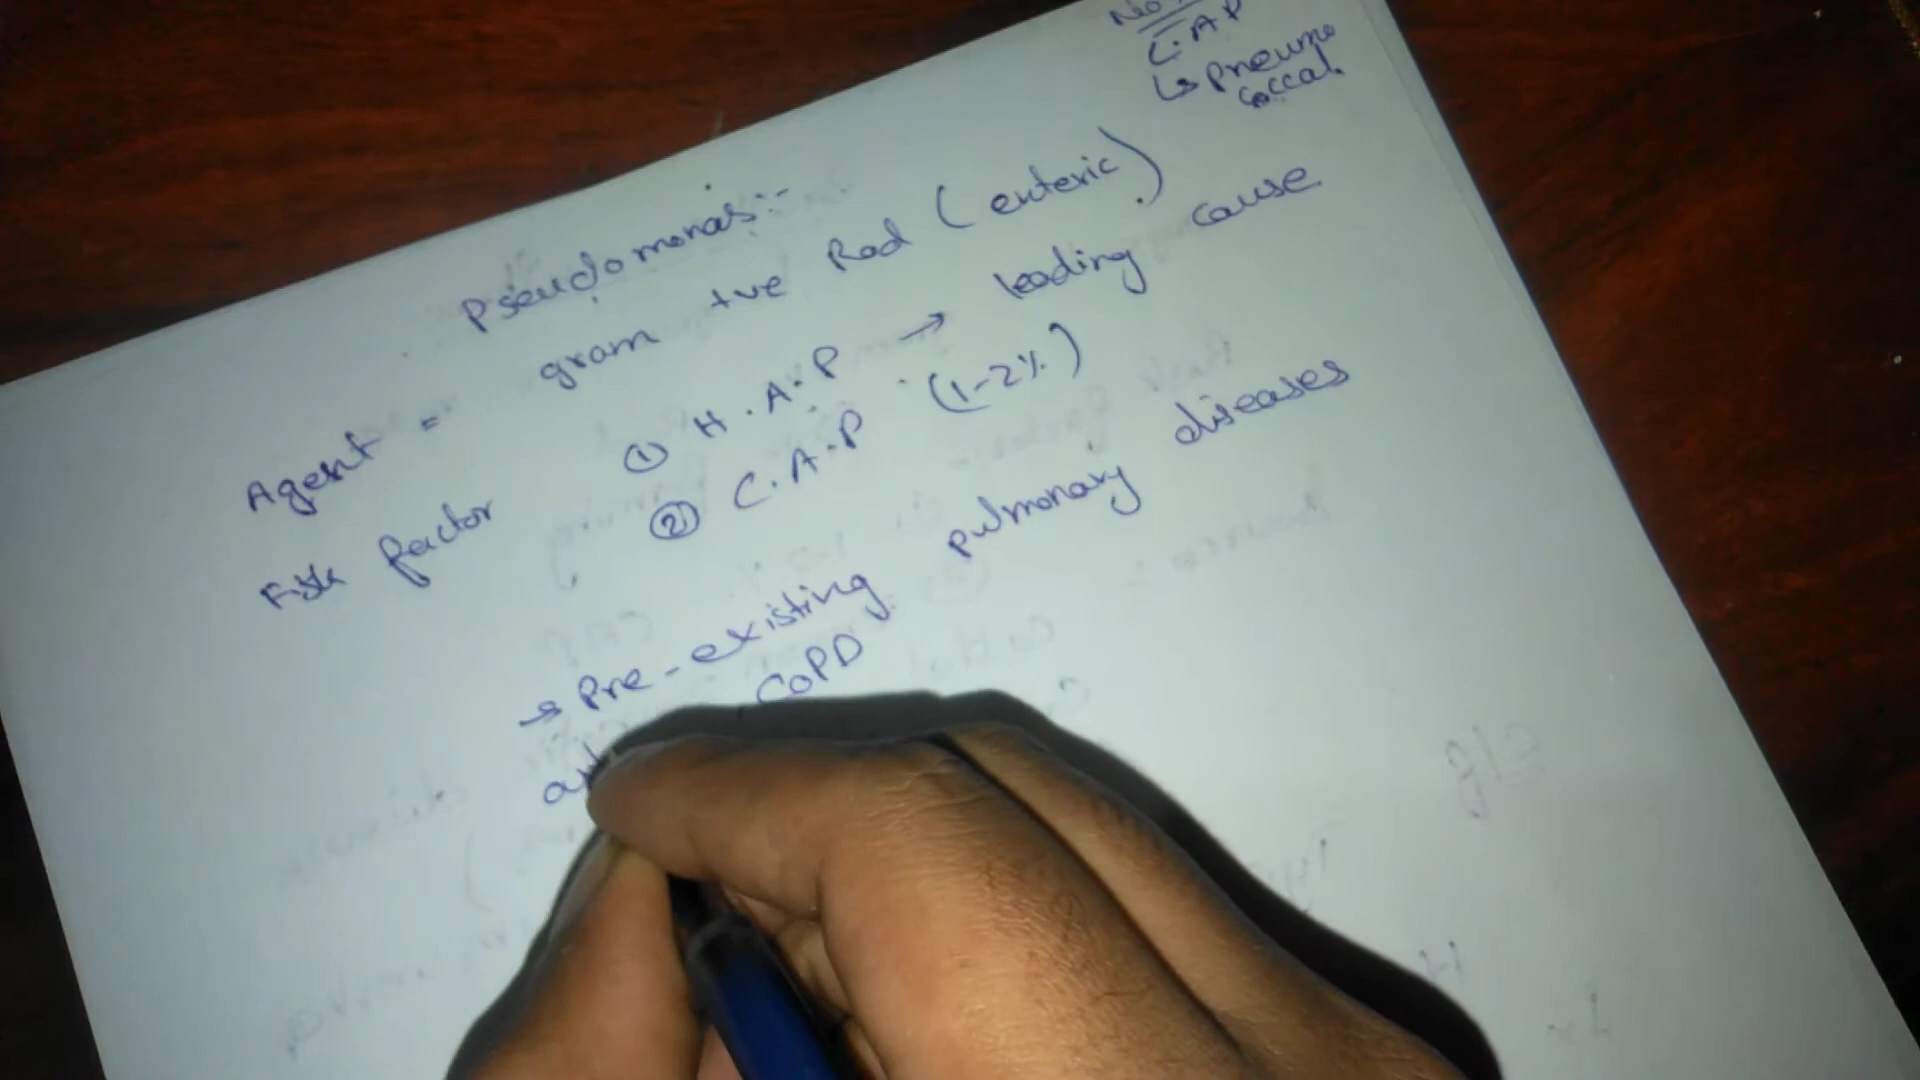 C.A.P
↳ pneumo
coccal.
Pseudomonas:-
Agent = gram +ve Rod (enteric)
Risk factor ① H.A.P → leading cause
② C.A.P (1-2%)
→ Pre-existing pulmonary diseases
COPD